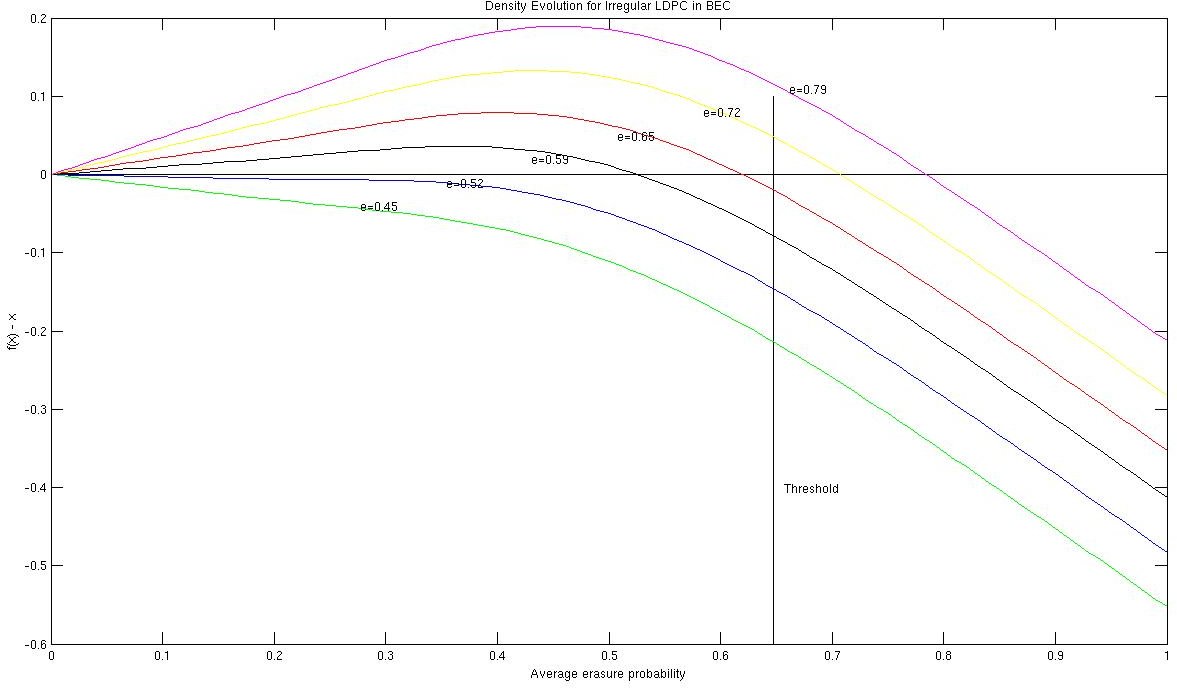 Density Evolution for Irregular LDPC in BEC
0.2
0.1
0
-0.1
-0.2
-0.3
-0.4
-0.5
-0.6
f(x) - x
e=0.79
e=0.72
e=0.65
e=0.59
e=0.52
e=0.45
Threshold
0 0.1 0.2 0.3 0.4 0.5 0.6 0.7 0.8 0.9 1
Average erasure probability